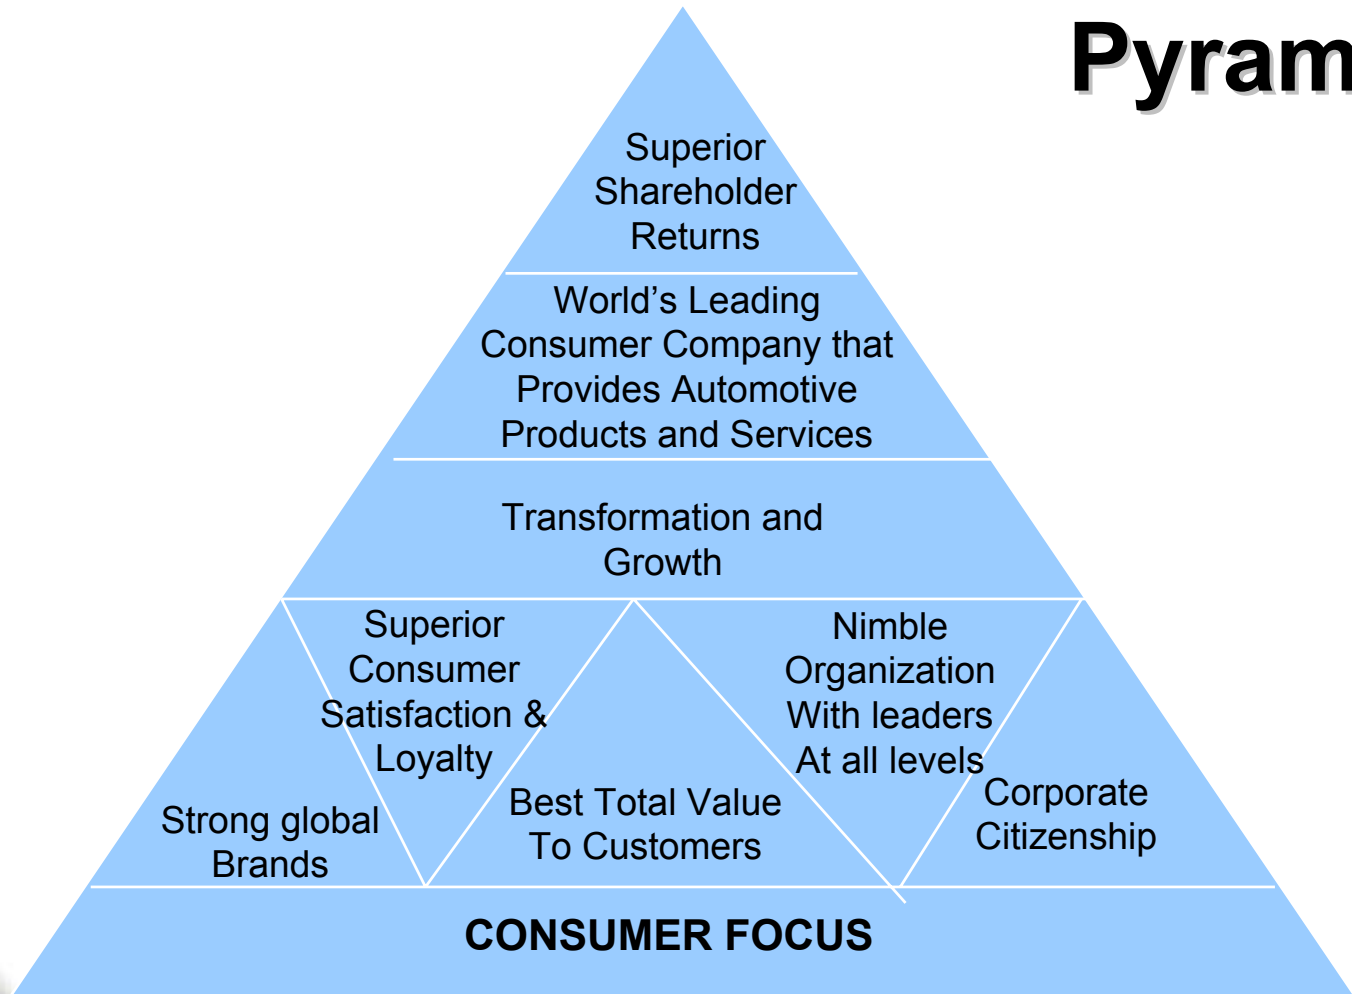 Pyram
Superior
Shareholder
Returns
World’s Leading
Consumer Company that
Provides Automotive
Products and Services
Transformation and
Growth
Superior
Consumer
Satisfaction &
Loyalty
Nimble
Organization
With leaders
At all levels
Strong global
Brands
Best Total Value
To Customers
Corporate
Citizenship
CONSUMER FOCUS